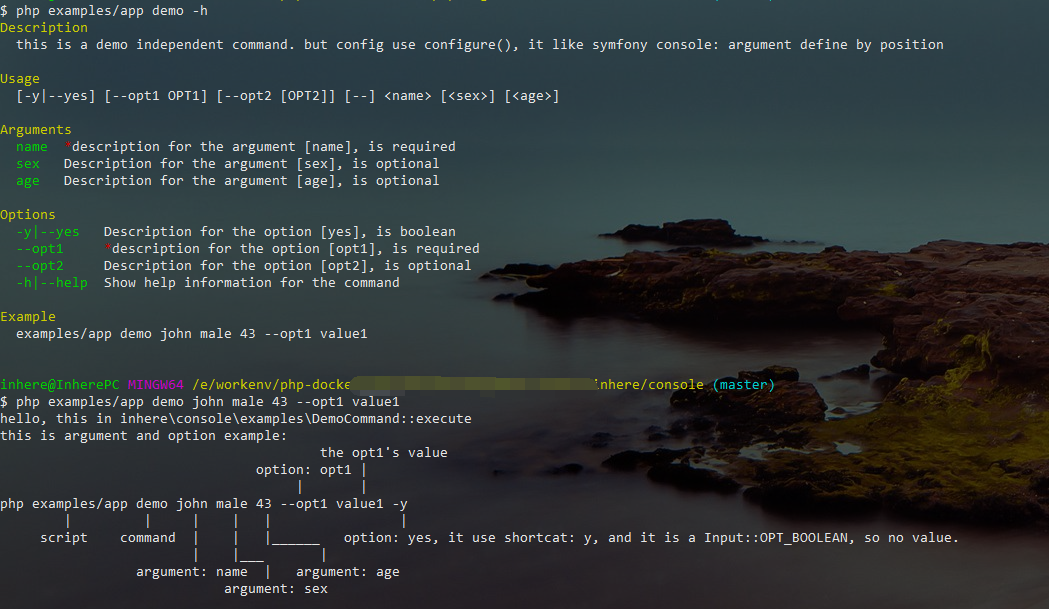 $ php examples/app demo -h
Description
  this is a demo independent command. but config use configure(), it like symfony console: argument define by position

Usage
  [-y|--yes] [--opt1 OPT1] [--opt2 [OPT2]] [--] <name> [<sex>] [<age>]

Arguments
  name  *description for the argument [name], is required
  sex   Description for the argument [sex], is optional
  age   Description for the argument [age], is optional

Options
  -y|--yes   Description for the option [yes], is boolean
  --opt1     *description for the option [opt1], is required
  --opt2     Description for the option [opt2], is optional
  -h|--help  Show help information for the command

Example
  examples/app demo john male 43 --opt1 value1

inhere@InherePC MINGW64 /e/workenv/php-docke inhere/console (master)
$ php examples/app demo john male 43 --opt1 value1
hello, this in inhere\console\examples\DemoCommand::execute
this is argument and option example:
                                        the opt1's value
                                option: opt1 |
                                     |       |
php examples/app demo john male 43 --opt1 value1 -y
        |         |     |    |   |                |
     script    command  |    |   |______   option: yes, it use shortcat: y, and it is a Input::OPT_BOOLEAN, so no value.
                        |    |___       |
                 argument: name  |   argument: age
                            argument: sex